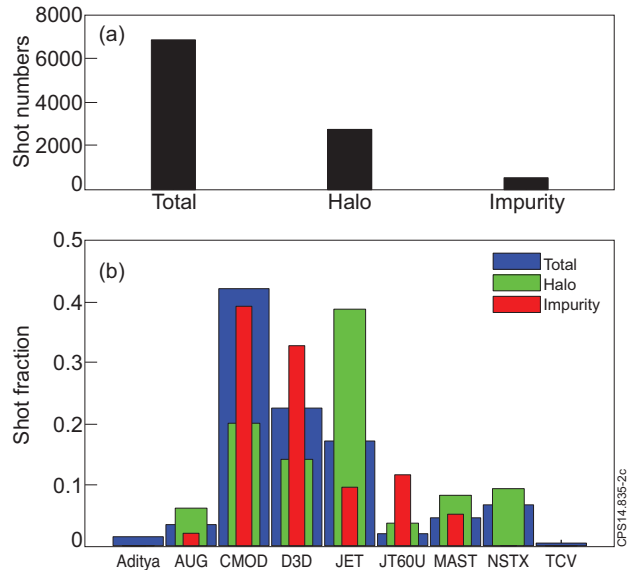 (a)
Shot numbers
8000
6000
4000
2000
0
Total Halo Impurity
(b)
Shot fraction
0.5
0.4
0.3
0.2
0.1
0
Total
Halo
Impurity
Aditya AUG CMOD D3D JET JT60U MAST NSTX TCV
CPS14.835-2c